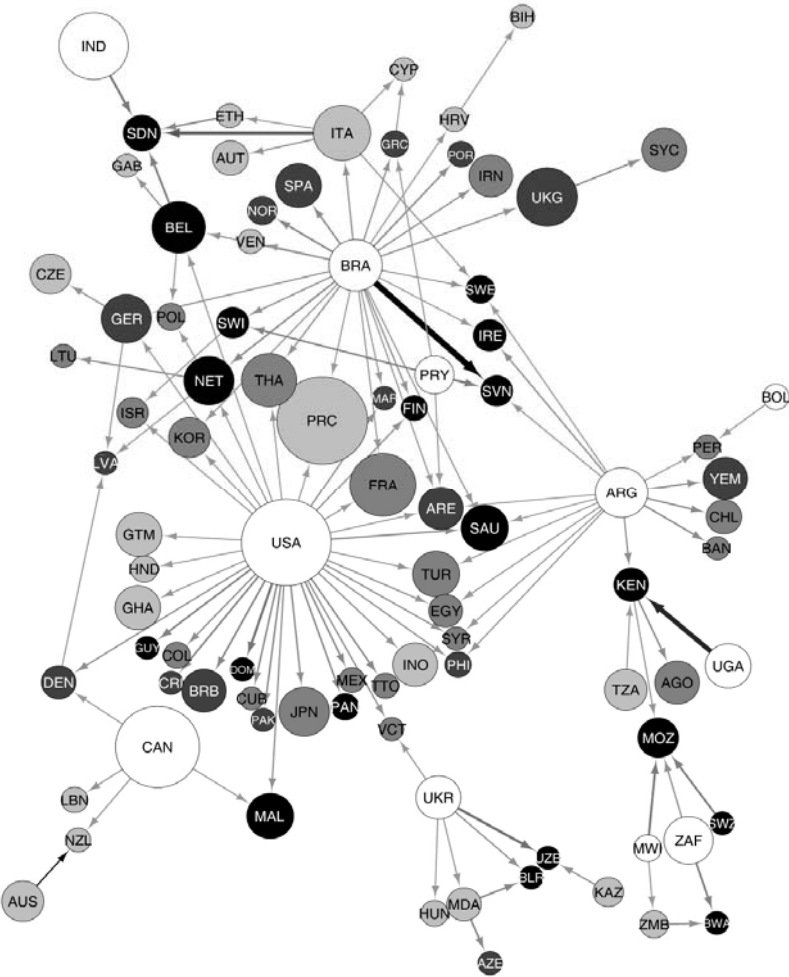 BIH
IND
CYP
ETH
HRV
SDN
ITA
GRC
POR
SYC
GAB
AUT
IRN
SPA
UKG
NOR
BEL
VEN
BRA
CZE
SWE
GER
POL
SWI
IRE
LTU
PRY
NET
THA
SVN
BOL
MAR
FIN
ISR
PRC
KOR
PER
LVA
YEM
FRA
ARG
ARE
CHL
SAU
GTM
USA
BAN
HND
TUR
KEN
GHA
EGY
SYR
GUY
COL
PHI
INO
UGA
DOM
DEN
CRI
MEX
TTO
TZA
AGO
BRB
CUB
PAN
JPN
PAK
VCT
MOZ
CAN
LBN
UKR
MAL
SWZ
NZL
MWI
ZAF
UZB
BLR
KAZ
AUS
HUN
MDA
ZMB
BWA
AZE